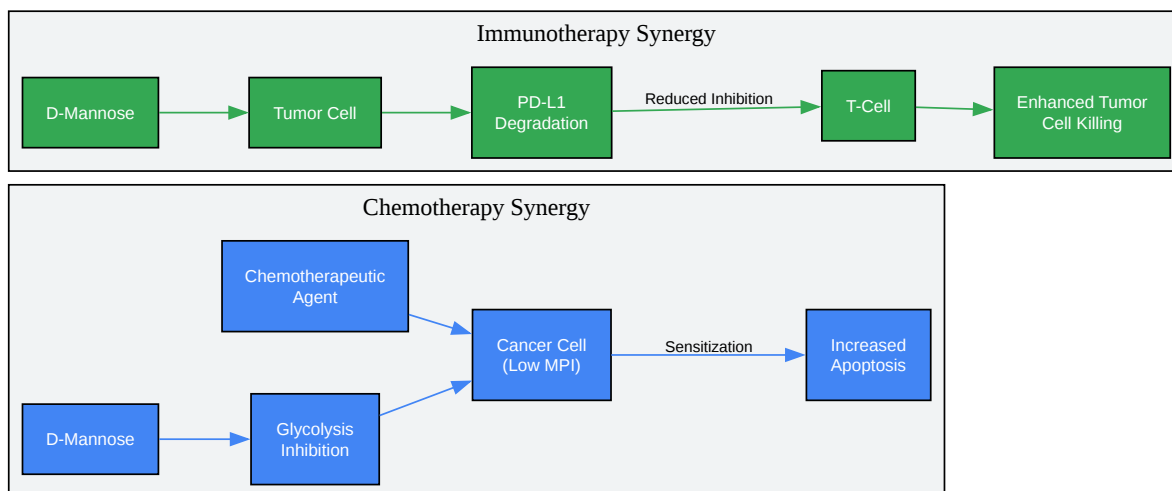 Immunotherapy Synergy
D-Mannose
Tumor Cell
PD-L1
Degradation
Reduced Inhibition
T-Cell
Enhanced Tumor
Cell Killing
Chemotherapy Synergy
Chemotherapeutic
Agent
D-Mannose
Glycolysis
Inhibition
Cancer Cell
(Low MPI)
Sensitization
Increased
Apoptosis